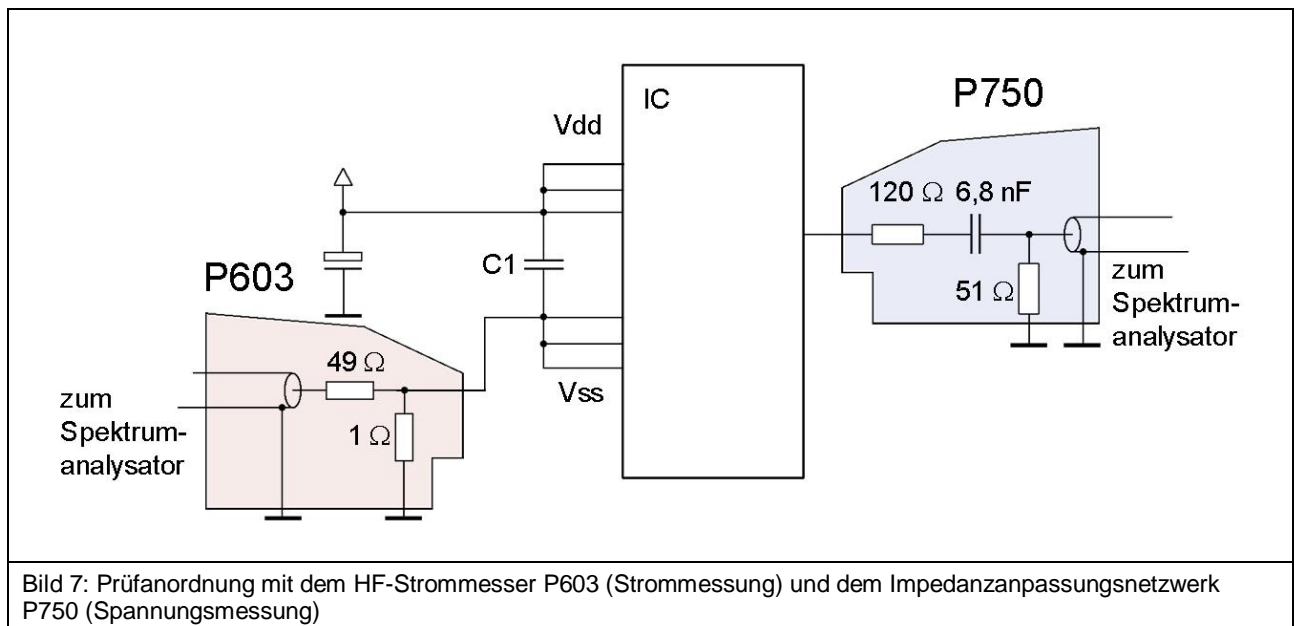 IC
P750
Vdd
120 Ω 6,8 nF
C1
P603
51 Ω
zum
Spektrum-
analysator
49 Ω
Vss
zum
Spektrum-
analysator
1 Ω
Bild 7: Prüfanordnung mit dem HF-Strommesser P603 (Strommessung) und dem Impedanzanpassungsnetzwerk
P750 (Spannungsmessung)